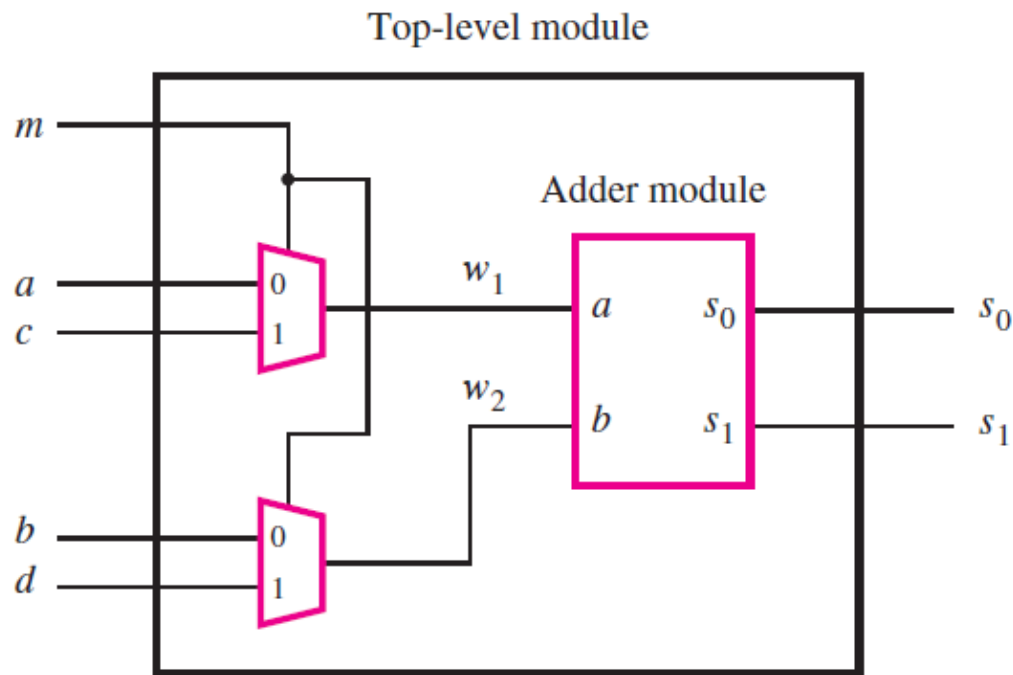 Top-level module
m
Adder module
a
0
w1
a
s0
s0
c
1
w2
b
s1
s1
b
0
d
1